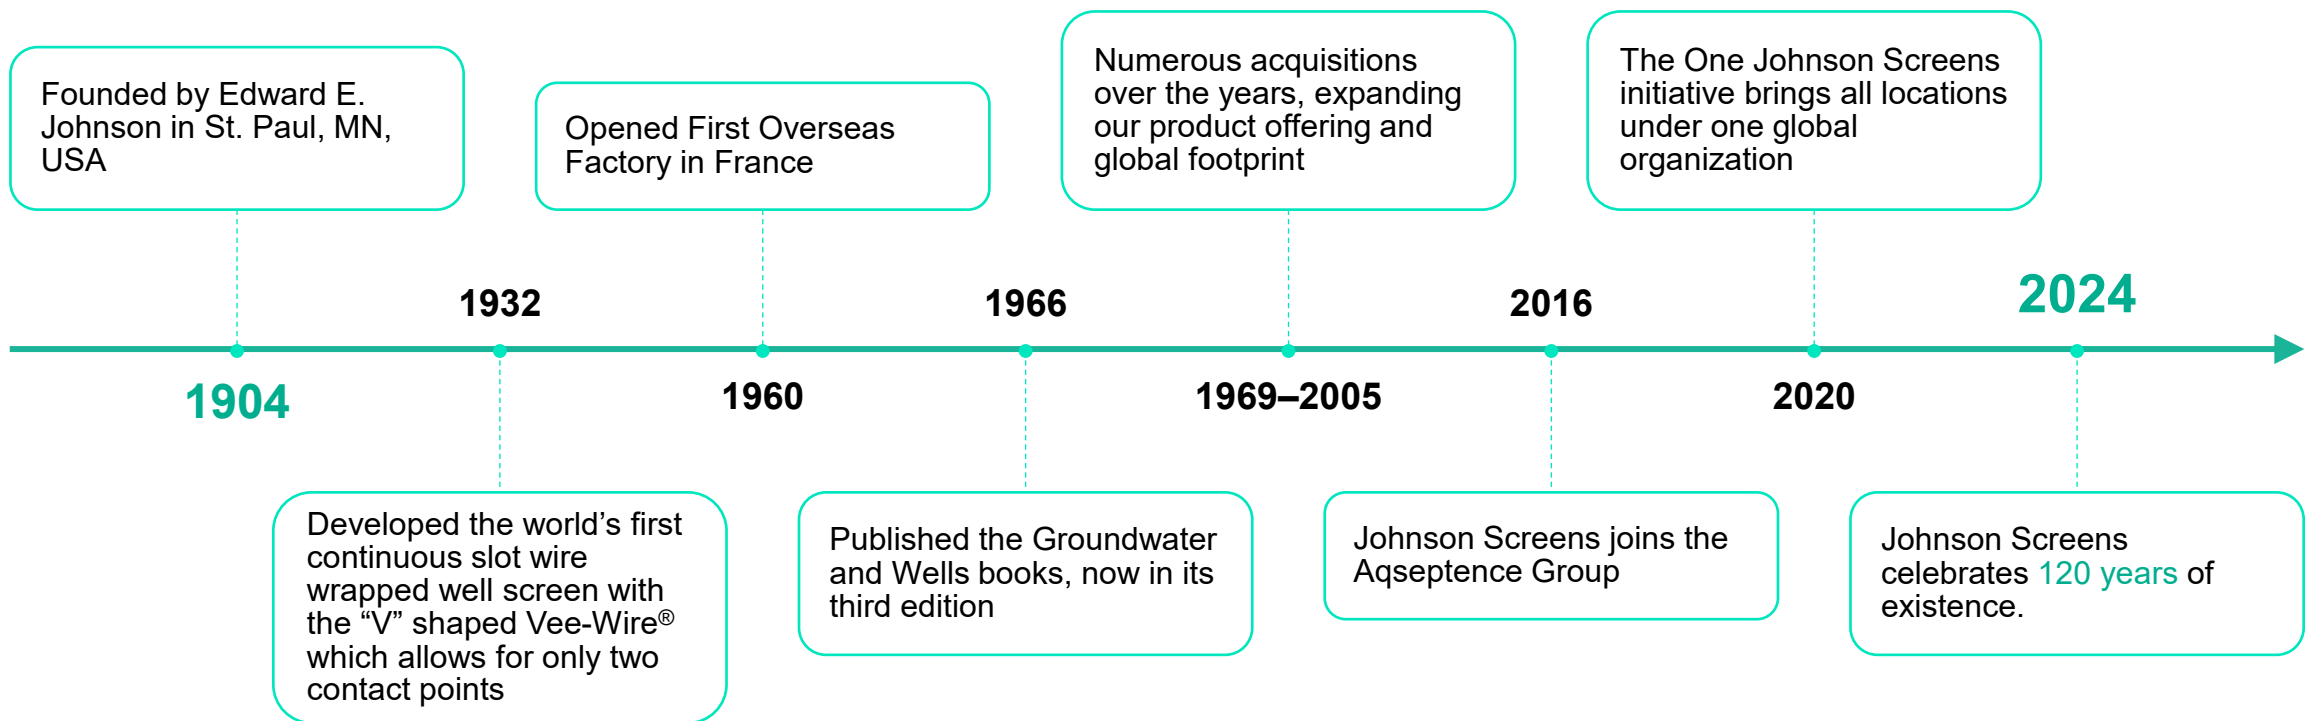 Founded by Edward E.
Johnson in St. Paul, MN,
USA
Opened First Overseas
Factory in France
Numerous acquisitions
over the years, expanding
our product offering and
global footprint
The One Johnson Screens
initiative brings all locations
under one global
organization
1932
1966
2016
2024
1904
1960
1969–2005
2020
Developed the world’s first
continuous slot wire
wrapped well screen with
the “V” shaped Vee-Wire®
which allows for only two
contact points
Published the Groundwater
and Wells books, now in its
third edition
Johnson Screens joins the
Aqseptence Group
Johnson Screens
celebrates 120 years of
existence.